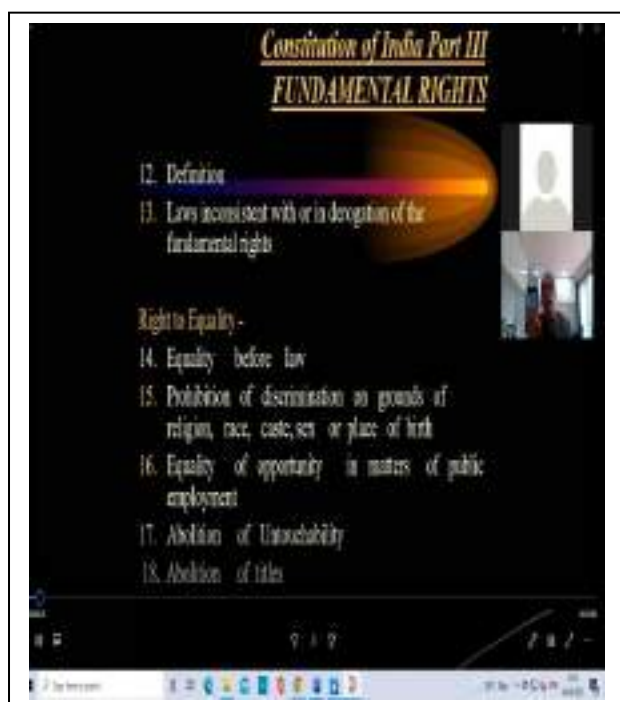 Constitution of India Part III
FUNDAMENTAL RIGHTS
12. Definition
13. Laws inconsistent with or in derogation of the
fundamental rights
Right to Equality -
14. Equality before law
15. Prohibition of discrimination on grounds of
religion, race, caste, sex or place of birth
16. Equality of opportunity in matters of public
employment
17. Abolition of Untouchability
18. Abolition of titles